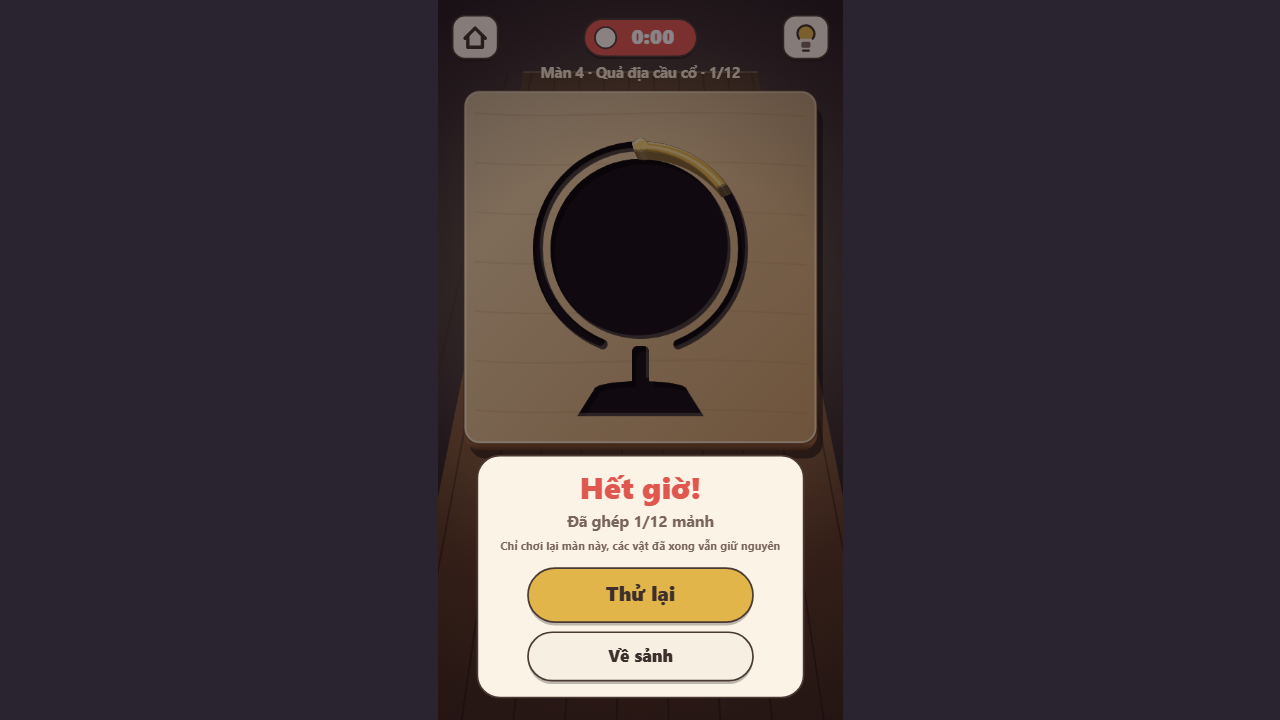 0:00
Màn 4 · Quả địa cầu cổ · 1/12
Hết giờ!
Đã ghép 1/12 mảnh
Chỉ chơi lại màn này, các vật đã xong vẫn giữ nguyên
Thử lại
Về sảnh